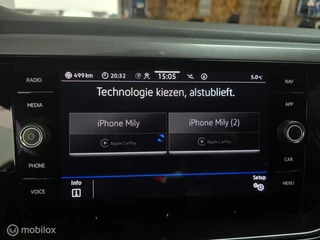 RADIO
MEDIA
PHONE
VOICE
499 km
20:32
15:05
5.0°C
Technologie kiezen, alstublieft.
iPhone Mily
Apple CarPlay
iPhone Mily (2)
Apple CarPlay
Info
Setup
NAV
APP
CAR
MENU
mobilox